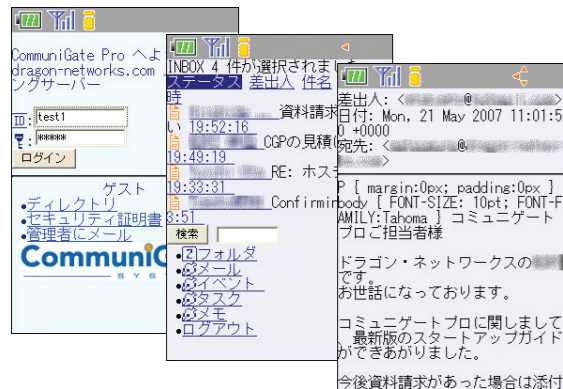 CommuniGate Pro へよ
dragon-networks.com
ングサーバー
ID: test1
*****
ログイン
ゲスト
・ディレクトリ
・セキュリティ証明書
・管理者にメール
CommuniG
SYS
INBOX 4 件が選択されまし
ステータス 差出人 件名
時
資料請求
い 19:52:16
CGPの見積
19:49:19
RE: ホス
19:33:31
Confirmin
3:51
検索
・2フォルダ
・メール
・イベント
・タスク
・メモ
・ログアウト
差出人: < @ >
日付: Mon, 21 May 2007 11:01:5
0 +0000
宛先: < @
>
P { margin:0px; padding:0px }
body { FONT-SIZE: 10pt; FONT-F
AMILY:Tahoma } コミュニゲート
プロご担当者様
ドラゴン・ネットワークスの
です。
お世話になっております。
コミュニゲートプロに関しまして
、最新版のスタートアップガイド
ができあがりました。
今後資料請求があった場合は添付